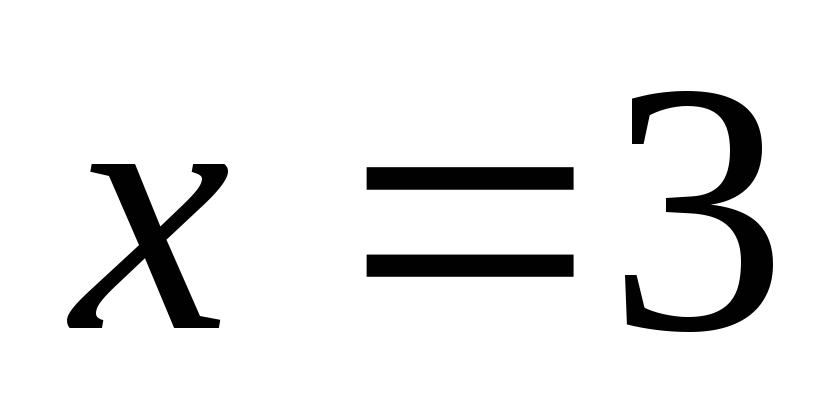 x = 3